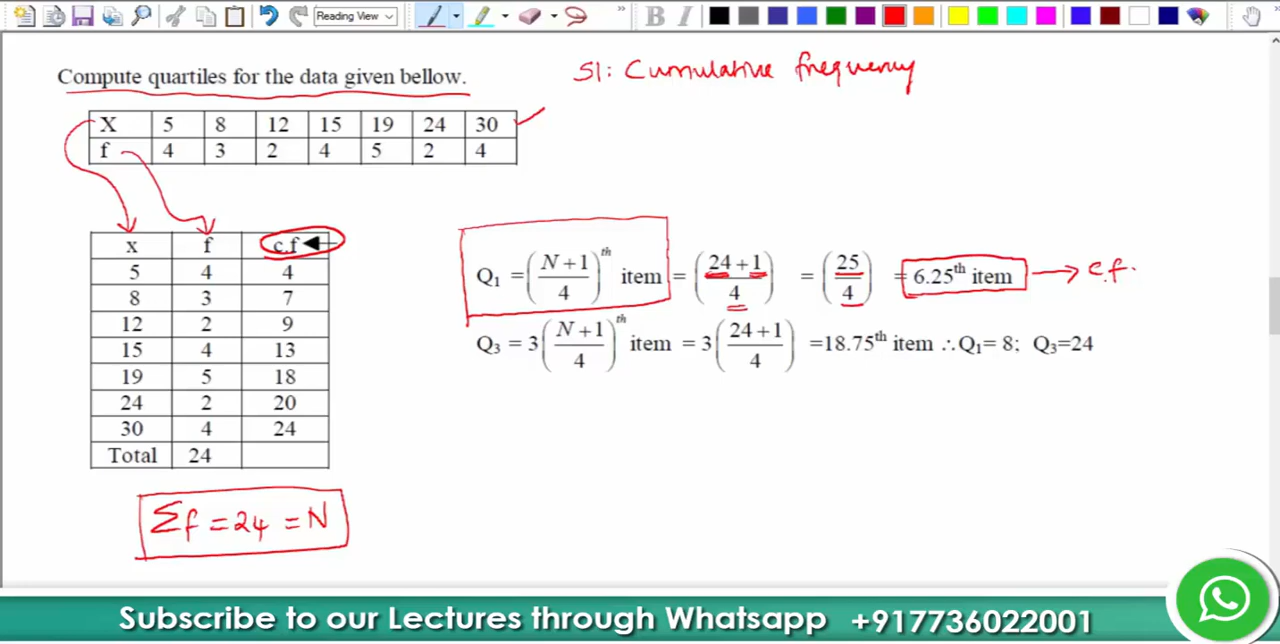 Reading View
B I
Compute quartiles for the data given bellow.
S1: Cumulative frequency
X 5 8 12 15 19 24 30
f 4 3 2 4 5 2 4
x f c.f
5 4 4
8 3 7
12 2 9
15 4 13
19 5 18
24 2 20
30 4 24
Total 24
Q₁ = (N+1/4)ᵗʰ item = (24+1/4) = (25/4) = 6.25ᵗʰ item → c.f.
Q₃ = 3(N+1/4)ᵗʰ item = 3(24+1/4) =18.75ᵗʰ item ∴Q₁= 8; Q₃=24
Σf = 24 = N
Subscribe to our Lectures through Whatsapp +917736022001